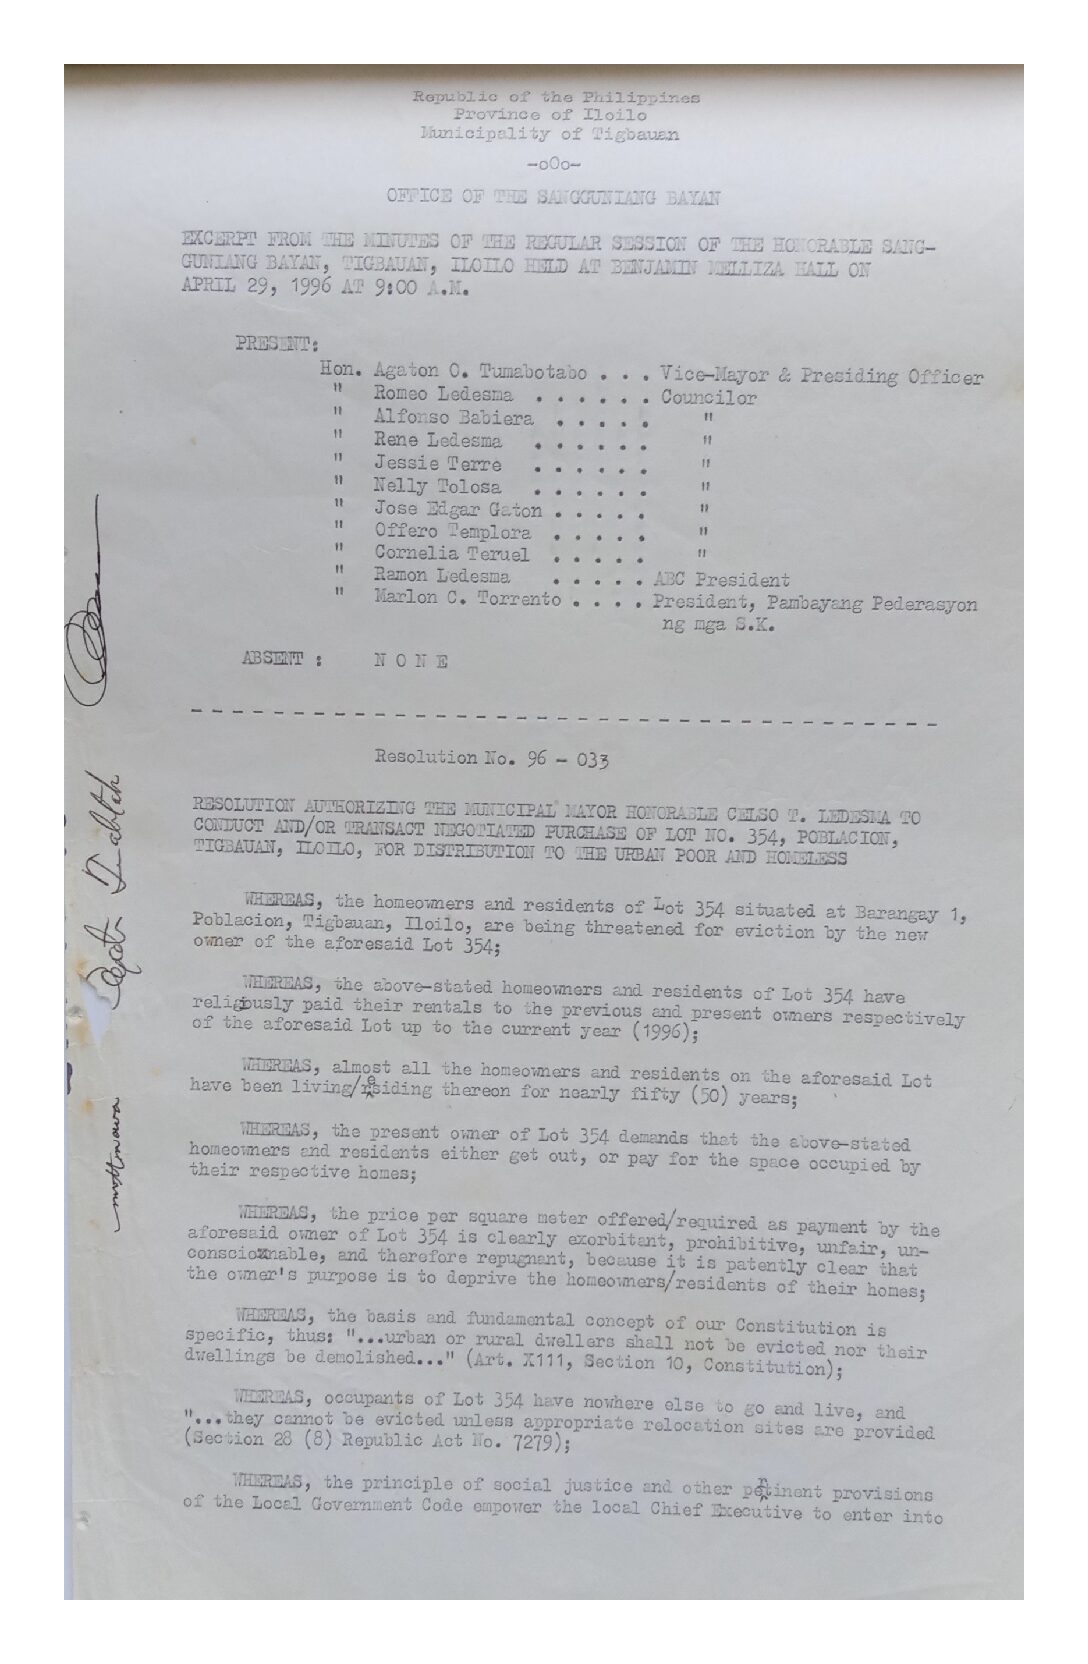 Republic of the Philippines
Province of Iloilo
Municipality of Tigbauan
-oOo-
OFFICE OF THE SANGGUNIANG BAYAN
EXCERPT FROM THE MINUTES OF THE REGULAR SESSION OF THE HONORABLE SANG-
GUNIANG BAYAN, TIGBAUAN, ILOILO HELD AT BENJAMIN MELLIZA HALL ON
APRIL 29, 1996 AT 9:00 A.M.
PRESENT:
Hon. Agaton O. Tumabotabo . . . Vice-Mayor & Presiding Officer
" Romeo Ledesma . . . . . . Councilor
" Alfonso Babiera . . . . . "
" Rene Ledesma . . . . . . "
" Jessie Terre . . . . . . "
" Nelly Tolosa . . . . . . "
" Jose Edgar Gaton . . . . . "
" Offero Templora . . . . . "
" Cornelia Teruel . . . . . "
" Ramon Ledesma . . . . . ABC President
" Marlon C. Torrento . . . . President, Pambayang Pederasyon
ng mga S.K.
ABSENT : N O N E
- - - - - - - - - - - - - - - - - - - - - - - - - - - - - - - - - - - - -
Resolution No. 96 - 033
RESOLUTION AUTHORIZING THE MUNICIPAL MAYOR HONORABLE CELSO T. LEDESMA TO
CONDUCT AND/OR TRANSACT NEGOTIATED PURCHASE OF LOT NO. 354, POBLACION,
TIGBAUAN, ILOILO, FOR DISTRIBUTION TO THE URBAN POOR AND HOMELESS
WHEREAS, the homeowners and residents of Lot 354 situated at Barangay 1,
Poblacion, Tigbauan, Iloilo, are being threatened for eviction by the new
owner of the aforesaid Lot 354;
WHEREAS, the above-stated homeowners and residents of Lot 354 have
religiously paid their rentals to the previous and present owners respectively
of the aforesaid Lot up to the current year (1996);
WHEREAS, almost all the homeowners and residents on the aforesaid Lot
have been living/residing thereon for nearly fifty (50) years;
WHEREAS, the present owner of Lot 354 demands that the above-stated
homeowners and residents either get out, or pay for the space occupied by
their respective homes;
WHEREAS, the price per square meter offered/required as payment by the
aforesaid owner of Lot 354 is clearly exorbitant, prohibitive, unfair, un-
conscionable, and therefore repugnant, because it is patently clear that
the owner's purpose is to deprive the homeowners/residents of their homes;
WHEREAS, the basis and fundamental concept of our Constitution is
specific, thus: "...urban or rural dwellers shall not be evicted nor their
dwellings be demolished..." (Art. X111, Section 10, Constitution);
WHEREAS, occupants of Lot 354 have nowhere else to go and live, and
"...they cannot be evicted unless appropriate relocation sites are provided
(Section 28 (8) Republic Act No. 7279);
WHEREAS, the principle of social justice and other pertinent provisions
of the Local Government Code empower the local Chief Executive to enter into